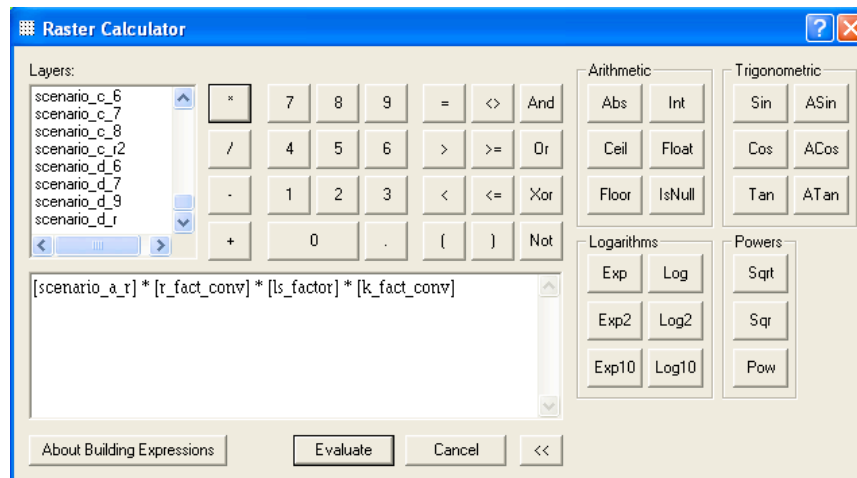 Raster Calculator
?
Layers:
scenario_c_6
scenario_c_7
scenario_c_8
scenario_c_r2
scenario_d_6
scenario_d_7
scenario_d_9
scenario_d_r
* 7 8 9 = <> And
/ 4 5 6 > >= Or
- 1 2 3 < <= Xor
+ 0 . ( ) Not
Arithmetic
Abs Int
Ceil Float
Floor IsNull
Trigonometric
Sin ASin
Cos ACos
Tan ATan
Logarithms
Exp Log
Exp2 Log2
Exp10 Log10
Powers
Sqrt
Sqr
Pow
[scenario_a_r] * [r_fact_conv] * [ls_factor] * [k_fact_conv]
About Building Expressions Evaluate Cancel <<